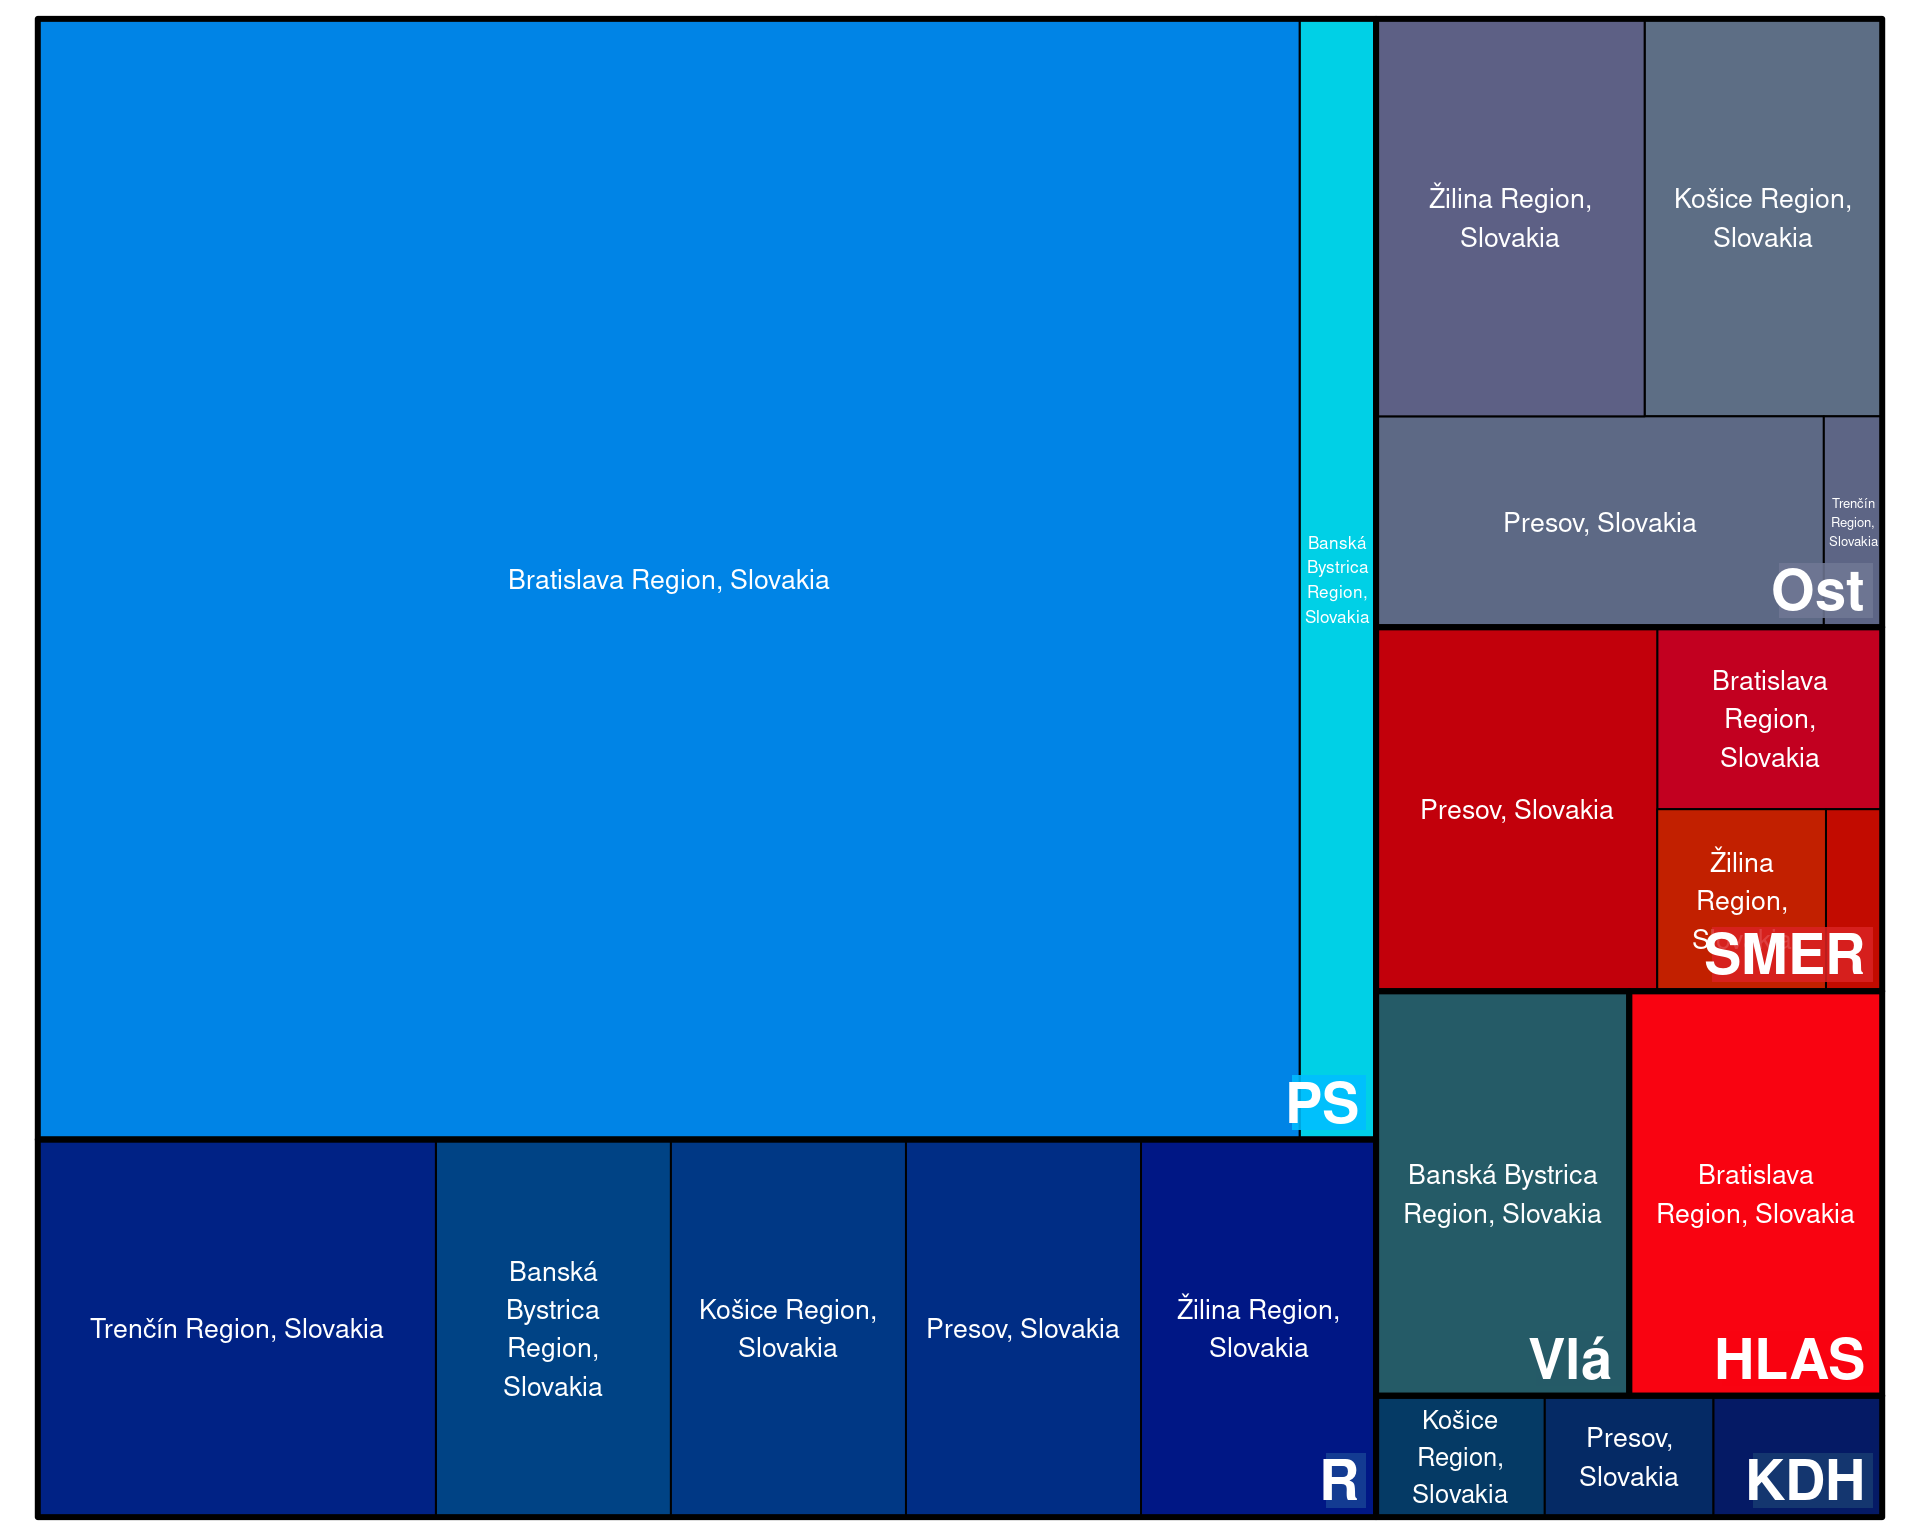 Bratislava Region, Slovakia
Banská
Bystrica
Region,
Slovakia
PS
Trenčín Region, Slovakia
Banská
Bystrica
Region,
Slovakia
Košice Region,
Slovakia
Presov, Slovakia
Žilina Region,
Slovakia
R
Žilina Region,
Slovakia
Košice Region,
Slovakia
Presov, Slovakia
Trenčín
Region,
Slovakia
Ost
Presov, Slovakia
Bratislava
Region,
Slovakia
Žilina
Region,
SMER
Banská Bystrica
Region, Slovakia
Vlá
Bratislava
Region, Slovakia
HLAS
Košice
Region,
Slovakia
Presov,
Slovakia
KDH